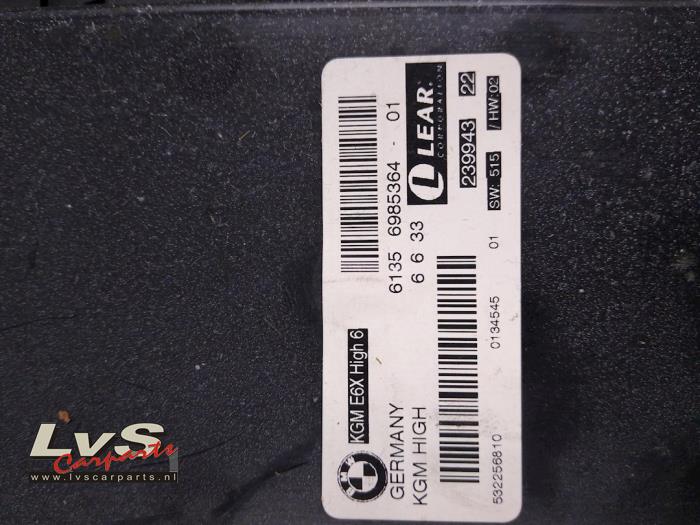 KGM E6X High 6
GERMANY 6135 6985364 - 01
KGM HIGH 6 6 33
LEAR.
CORPORATION
239943 22
SW: 515 / HW: 02
532256810 0134545 01
LvS
Carparts
www.lvscarparts.nl